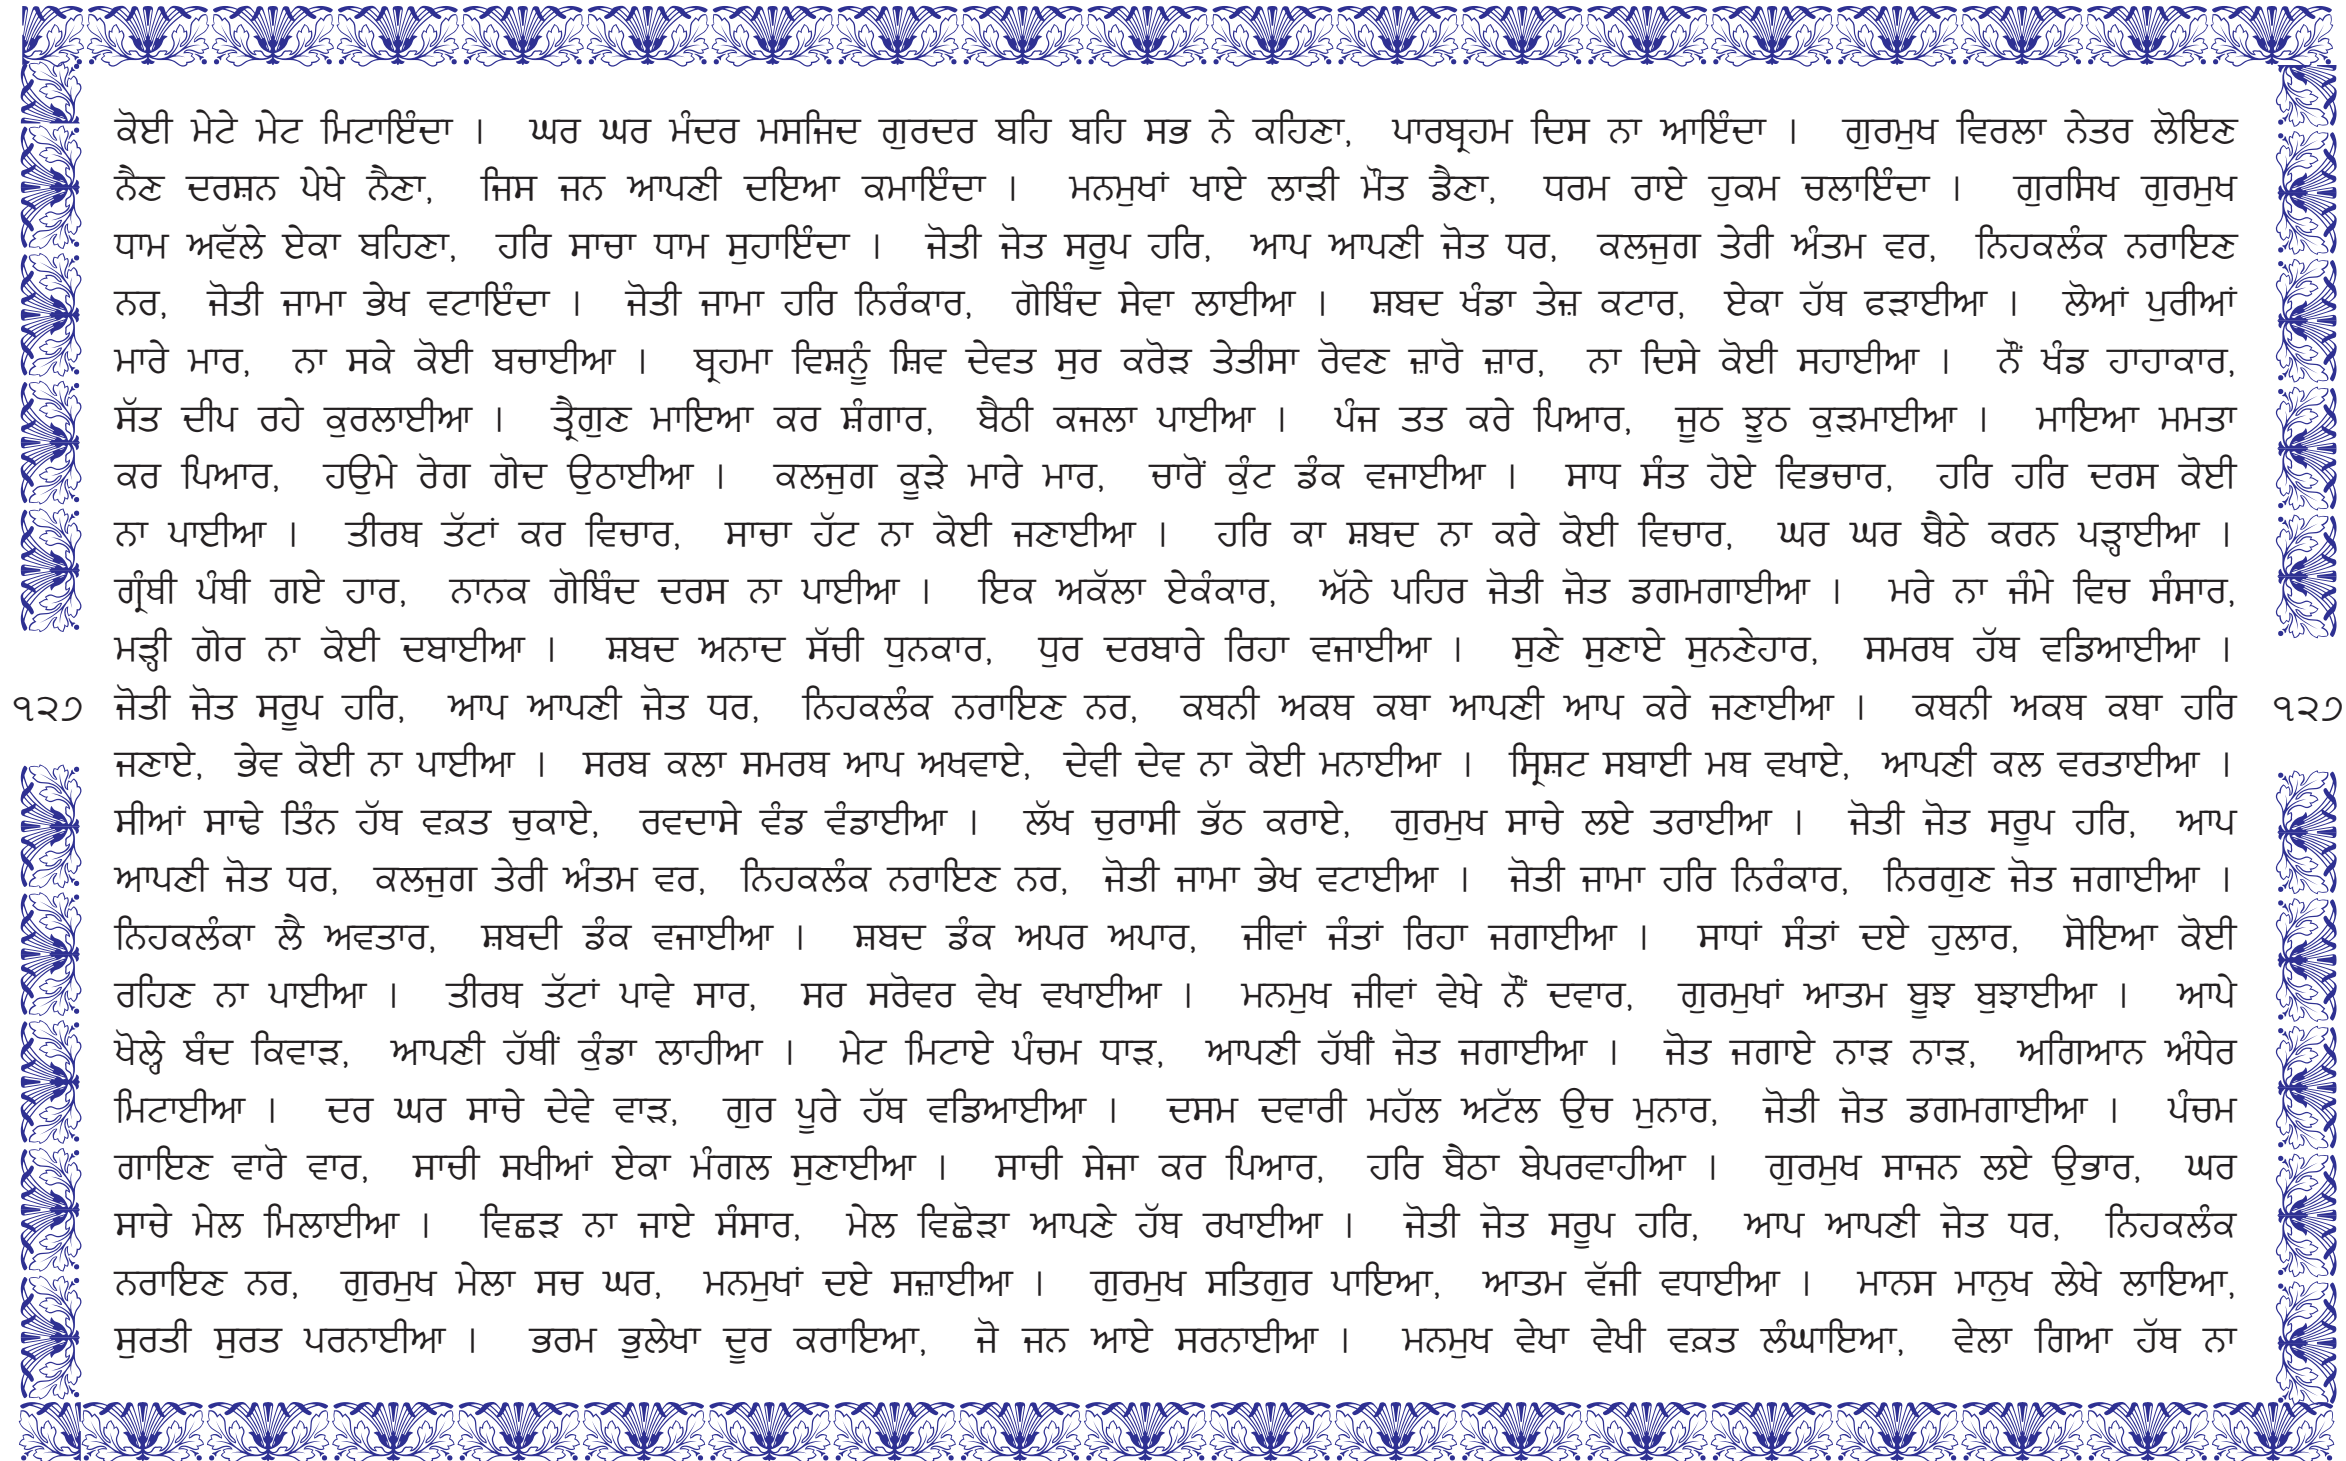 ਕੋਈ ਮੇਟੇ ਮੇਟ ਮਿਟਾਇੰਦਾ । ਘਰ ਘਰ ਮੰਦਰ ਮਸਜਿਦ ਗੁਰਦਰ ਬਹਿ ਬਹਿ ਸਭ ਨੇ ਕਹਿਣਾ, ਪਾਰਬ੍ਰਹਮ ਦਿਸ ਨਾ ਆਇੰਦਾ । ਗੁਰਮੁਖ ਵਿਰਲਾ ਨੇਤਰ ਲੋਇਣ
ਨੈਣ ਦਰਸ਼ਨ ਪੇਖੇ ਨੈਣਾ, ਜਿਸ ਜਨ ਆਪਣੀ ਦਇਆ ਕਮਾਇੰਦਾ । ਮਨਮੁਖਾਂ ਖਾਏ ਲਾੜੀ ਮੌਤ ਡੈਣਾ, ਧਰਮ ਰਾਏ ਹੁਕਮ ਚਲਾਇੰਦਾ । ਗੁਰਸਿਖ ਗੁਰਮੁਖ
ਧਾਮ ਅਵੱਲੇ ਏਕਾ ਬਹਿਣਾ, ਹਰਿ ਸਾਚਾ ਧਾਮ ਸੁਹਾਇੰਦਾ । ਜੋਤੀ ਜੋਤ ਸਰੂਪ ਹਰਿ, ਆਪ ਆਪਣੀ ਜੋਤ ਧਰ, ਕਲਜੁਗ ਤੇਰੀ ਅੰਤਮ ਵਰ, ਨਿਹਕਲੰਕ ਨਰਾਇਣ
ਨਰ, ਜੋਤੀ ਜਾਮਾ ਭੇਖ ਵਟਾਇੰਦਾ । ਜੋਤੀ ਜਾਮਾ ਹਰਿ ਨਿਰੰਕਾਰ, ਗੋਬਿੰਦ ਸੇਵਾ ਲਾਈਆ । ਸ਼ਬਦ ਖੰਡਾ ਤੇਜ਼ ਕਟਾਰ, ਏਕਾ ਹੱਥ ਫੜਾਈਆ । ਲੋਆਂ ਪੁਰੀਆਂ
ਮਾਰੇ ਮਾਰ, ਨਾ ਸਕੇ ਕੋਈ ਬਚਾਈਆ । ਬ੍ਰਹਮਾ ਵਿਸ਼ਨੂੰ ਸ਼ਿਵ ਦੇਵਤ ਸੁਰ ਕਰੋੜ ਤੇਤੀਸਾ ਰੋਵਣ ਜ਼ਾਰੋ ਜ਼ਾਰ, ਨਾ ਦਿਸੇ ਕੋਈ ਸਹਾਈਆ । ਨੌਂ ਖੰਡ ਹਾਹਾਕਾਰ,
ਸੱਤ ਦੀਪ ਰਹੇ ਕੁਰਲਾਈਆ । ਤ੍ਰੈਗੁਣ ਮਾਇਆ ਕਰ ਸ਼ੰਗਾਰ, ਬੈਠੀ ਕਜਲਾ ਪਾਈਆ । ਪੰਜ ਤਤ ਕਰੇ ਪਿਆਰ, ਜੂਠ ਝੂਠ ਕੁੜਮਾਈਆ । ਮਾਇਆ ਮਮਤਾ
ਕਰ ਪਿਆਰ, ਹਉਮੇ ਰੋਗ ਗੋਦ ਉਠਾਈਆ । ਕਲਜੁਗ ਕੂੜੇ ਮਾਰੇ ਮਾਰ, ਚਾਰੋਂ ਕੁੰਟ ਡੰਕ ਵਜਾਈਆ । ਸਾਧ ਸੰਤ ਹੋਏ ਵਿਭਚਾਰ, ਹਰਿ ਹਰਿ ਦਰਸ ਕੋਈ
ਨਾ ਪਾਈਆ । ਤੀਰਥ ਤੱਟਾਂ ਕਰ ਵਿਚਾਰ, ਸਾਚਾ ਹੱਟ ਨਾ ਕੋਈ ਜਣਾਈਆ । ਹਰਿ ਕਾ ਸ਼ਬਦ ਨਾ ਕਰੇ ਕੋਈ ਵਿਚਾਰ, ਘਰ ਘਰ ਬੈਠੇ ਕਰਨ ਪੜ੍ਹਾਈਆ ।
ਗ੍ਰੰਥੀ ਪੰਥੀ ਗਏ ਹਾਰ, ਨਾਨਕ ਗੋਬਿੰਦ ਦਰਸ ਨਾ ਪਾਈਆ । ਇਕ ਅਕੱਲਾ ਏਕੰਕਾਰ, ਅੱਠੇ ਪਹਿਰ ਜੋਤੀ ਜੋਤ ਡਗਮਗਾਈਆ । ਮਰੇ ਨਾ ਜੰਮੇ ਵਿਚ ਸੰਸਾਰ,
ਮੜ੍ਹੀ ਗੋਰ ਨਾ ਕੋਈ ਦਬਾਈਆ । ਸ਼ਬਦ ਅਨਾਦ ਸੱਚੀ ਧੁਨਕਾਰ, ਧੁਰ ਦਰਬਾਰੇ ਰਿਹਾ ਵਜਾਈਆ । ਸੁਣੇ ਸੁਣਾਏ ਸੁਨਣੇਹਾਰ, ਸਮਰਥ ਹੱਥ ਵਡਿਆਈਆ ।
੧੨੭ ਜੋਤੀ ਜੋਤ ਸਰੂਪ ਹਰਿ, ਆਪ ਆਪਣੀ ਜੋਤ ਧਰ, ਨਿਹਕਲੰਕ ਨਰਾਇਣ ਨਰ, ਕਥਨੀ ਅਕਥ ਕਥਾ ਆਪਣੀ ਆਪ ਕਰੇ ਜਣਾਈਆ । ਕਥਨੀ ਅਕਥ ਕਥਾ ਹਰਿ ੧੨੭
ਜਣਾਏ, ਭੇਵ ਕੋਈ ਨਾ ਪਾਈਆ । ਸਰਬ ਕਲਾ ਸਮਰਥ ਆਪ ਅਖਵਾਏ, ਦੇਵੀ ਦੇਵ ਨਾ ਕੋਈ ਮਨਾਈਆ । ਸ੍ਰਿਸ਼ਟ ਸਬਾਈ ਮਥ ਵਖਾਏ, ਆਪਣੀ ਕਲ ਵਰਤਾਈਆ ।
ਸੀਆਂ ਸਾਢੇ ਤਿੰਨ ਹੱਥ ਵਕ਼ਤ ਚੁਕਾਏ, ਰਵਦਾਸੇ ਵੰਡ ਵੰਡਾਈਆ । ਲੱਖ ਚੁਰਾਸੀ ਭੱਠ ਕਰਾਏ, ਗੁਰਮੁਖ ਸਾਚੇ ਲਏ ਤਰਾਈਆ । ਜੋਤੀ ਜੋਤ ਸਰੂਪ ਹਰਿ, ਆਪ
ਆਪਣੀ ਜੋਤ ਧਰ, ਕਲਜੁਗ ਤੇਰੀ ਅੰਤਮ ਵਰ, ਨਿਹਕਲੰਕ ਨਰਾਇਣ ਨਰ, ਜੋਤੀ ਜਾਮਾ ਭੇਖ ਵਟਾਈਆ । ਜੋਤੀ ਜਾਮਾ ਹਰਿ ਨਿਰੰਕਾਰ, ਨਿਰਗੁਣ ਜੋਤ ਜਗਾਈਆ ।
ਨਿਹਕਲੰਕਾ ਲੈ ਅਵਤਾਰ, ਸ਼ਬਦੀ ਡੰਕ ਵਜਾਈਆ । ਸ਼ਬਦ ਡੰਕ ਅਪਰ ਅਪਾਰ, ਜੀਵਾਂ ਜੰਤਾਂ ਰਿਹਾ ਜਗਾਈਆ । ਸਾਧਾਂ ਸੰਤਾਂ ਦਏ ਹੁਲਾਰ, ਸੋਇਆ ਕੋਈ
ਰਹਿਣ ਨਾ ਪਾਈਆ । ਤੀਰਥ ਤੱਟਾਂ ਪਾਵੇ ਸਾਰ, ਸਰ ਸਰੋਵਰ ਵੇਖ ਵਖਾਈਆ । ਮਨਮੁਖ ਜੀਵਾਂ ਵੇਖੇ ਨੌਂ ਦਵਾਰ, ਗੁਰਮੁਖਾਂ ਆਤਮ ਬੂਝ ਬੁਝਾਈਆ । ਆਪੇ
ਖੋਲ੍ਹੇ ਬੰਦ ਕਿਵਾੜ, ਆਪਣੀ ਹੱਥੀਂ ਕੁੰਡਾ ਲਾਹੀਆ । ਮੇਟ ਮਿਟਾਏ ਪੰਚਮ ਧਾੜ, ਆਪਣੀ ਹੱਥੀਂ ਜੋਤ ਜਗਾਈਆ । ਜੋਤ ਜਗਾਏ ਨਾੜ ਨਾੜ, ਅਗਿਆਨ ਅੰਧੇਰ
ਮਿਟਾਈਆ । ਦਰ ਘਰ ਸਾਚੇ ਦੇਵੇ ਵਾੜ, ਗੁਰ ਪੂਰੇ ਹੱਥ ਵਡਿਆਈਆ । ਦਸਮ ਦਵਾਰੀ ਮਹੱਲ ਅਟੱਲ ਉਚ ਮੁਨਾਰ, ਜੋਤੀ ਜੋਤ ਡਗਮਗਾਈਆ । ਪੰਚਮ
ਗਾਇਣ ਵਾਰੋ ਵਾਰ, ਸਾਚੀ ਸਖੀਆਂ ਏਕਾ ਮੰਗਲ ਸੁਣਾਈਆ । ਸਾਚੀ ਸੇਜਾ ਕਰ ਪਿਆਰ, ਹਰਿ ਬੈਠਾ ਬੇਪਰਵਾਹੀਆ । ਗੁਰਮੁਖ ਸਾਜਨ ਲਏ ਉਭਾਰ, ਘਰ
ਸਾਚੇ ਮੇਲ ਮਿਲਾਈਆ । ਵਿਛੜ ਨਾ ਜਾਏ ਸੰਸਾਰ, ਮੇਲ ਵਿਛੋੜਾ ਆਪਣੇ ਹੱਥ ਰਖਾਈਆ । ਜੋਤੀ ਜੋਤ ਸਰੂਪ ਹਰਿ, ਆਪ ਆਪਣੀ ਜੋਤ ਧਰ, ਨਿਹਕਲੰਕ
ਨਰਾਇਣ ਨਰ, ਗੁਰਮੁਖ ਮੇਲਾ ਸਚ ਘਰ, ਮਨਮੁਖਾਂ ਦਏ ਸਜ਼ਾਈਆ । ਗੁਰਮੁਖ ਸਤਿਗੁਰ ਪਾਇਆ, ਆਤਮ ਵੱਜੀ ਵਧਾਈਆ । ਮਾਨਸ ਮਾਨੁਖ ਲੇਖੇ ਲਾਇਆ,
ਸੁਰਤੀ ਸੁਰਤ ਪਰਨਾਈਆ । ਭਰਮ ਭੁਲੇਖਾ ਦੂਰ ਕਰਾਇਆ, ਜੋ ਜਨ ਆਏ ਸਰਨਾਈਆ । ਮਨਮੁਖ ਵੇਖਾ ਵੇਖੀ ਵਕ਼ਤ ਲੰਘਾਇਆ, ਵੇਲਾ ਗਿਆ ਹੱਥ ਨਾ